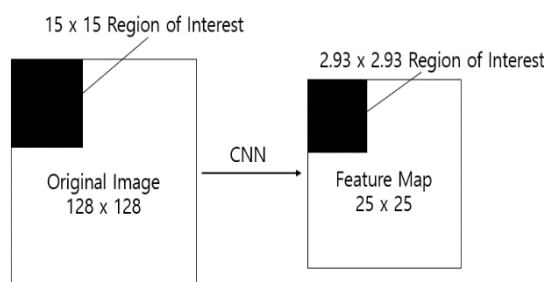 15 x 15 Region of Interest
2.93 x 2.93 Region of Interest
CNN
Original Image
128 x 128
Feature Map
25 x 25